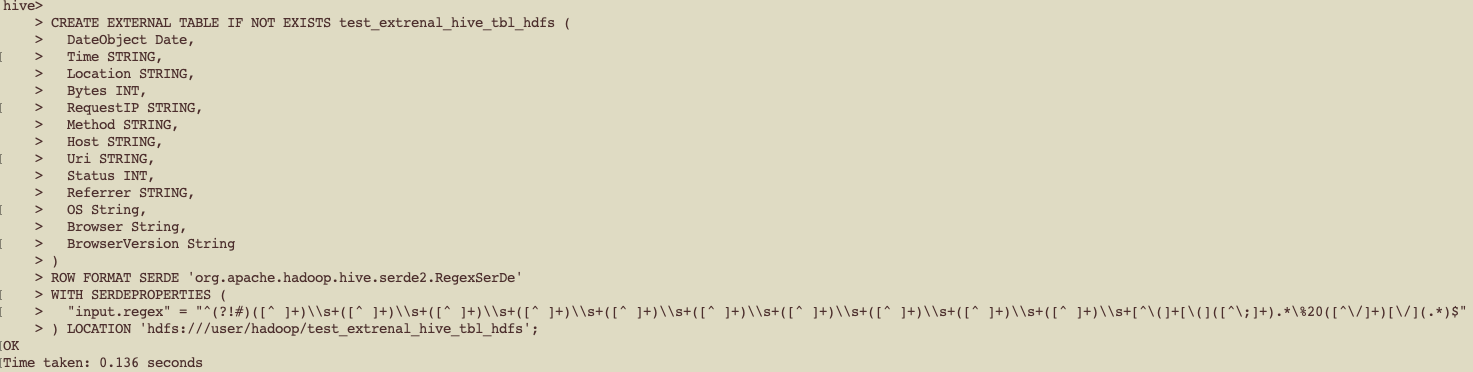 hive>
> CREATE EXTERNAL TABLE IF NOT EXISTS test_extrenal_hive_tbl_hdfs (
>   DateObject Date,
>   Time STRING,
>   Location STRING,
>   Bytes INT,
>   RequestIP STRING,
>   Method STRING,
>   Host STRING,
>   Uri STRING,
>   Status INT,
>   Referrer STRING,
>   OS String,
>   Browser String,
>   BrowserVersion String
> )
> ROW FORMAT SERDE 'org.apache.hadoop.hive.serde2.RegexSerDe'
> WITH SERDEPROPERTIES (
>   "input.regex" = "^(?!#)([^ ]+)\\s+([^ ]+)\\s+([^ ]+)\\s+([^ ]+)\\s+([^ ]+)\\s+([^ ]+)\\s+([^ ]+)\\s+([^ ]+)\\s+([^ ]+)\\s+([^ ]+)\\s+[^\(]+[\(]([^\;]+).*\%20([^\/]+)[\/](.*)$"
> ) LOCATION 'hdfs:///user/hadoop/test_extrenal_hive_tbl_hdfs';
OK
Time taken: 0.136 seconds